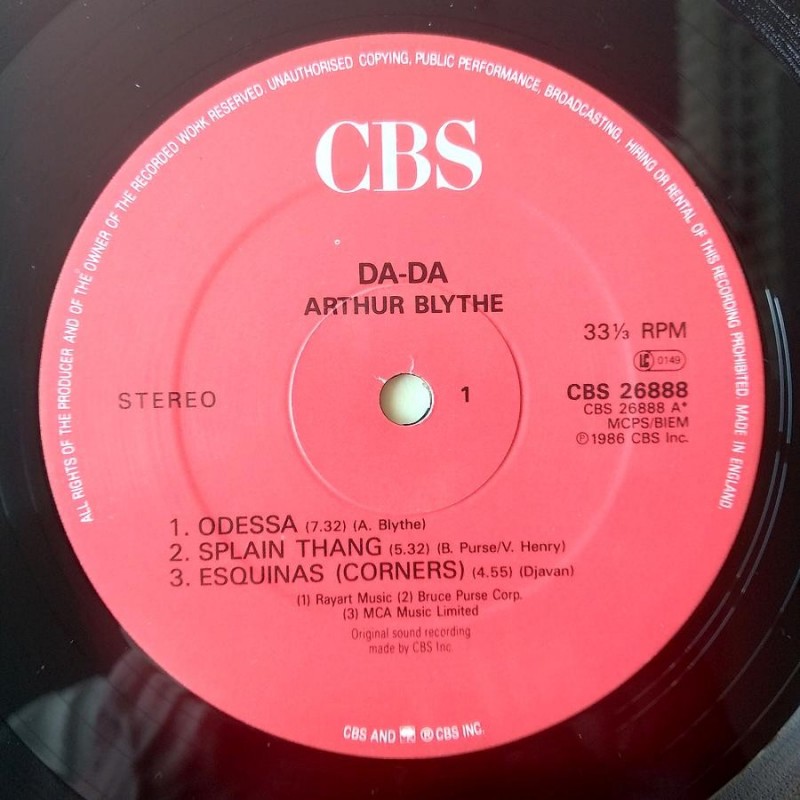 ALL RIGHTS OF THE PRODUCER AND OF THE OWNER OF THE RECORDED WORK RESERVED. UNAUTHORISED COPYING, PUBLIC PERFORMANCE, BROADCASTING, HIRING OR RENTAL OF THIS RECORDING PROHIBITED. MADE IN ENGLAND.
CBS
DA-DA
ARTHUR BLYTHE
33⅓ RPM
LC 0149
STEREO
1
CBS 26888
CBS 26888 A*
MCPS/BIEM
℗1986 CBS Inc.
1. ODESSA (7.32) (A. Blythe)
2. SPLAIN THANG (5.32) (B. Purse/V. Henry)
3. ESQUINAS (CORNERS) (4.55) (Djavan)
(1) Rayart Music (2) Bruce Purse Corp.
(3) MCA Music Limited
Original sound recording
made by CBS Inc
CBS AND ® CBS INC.